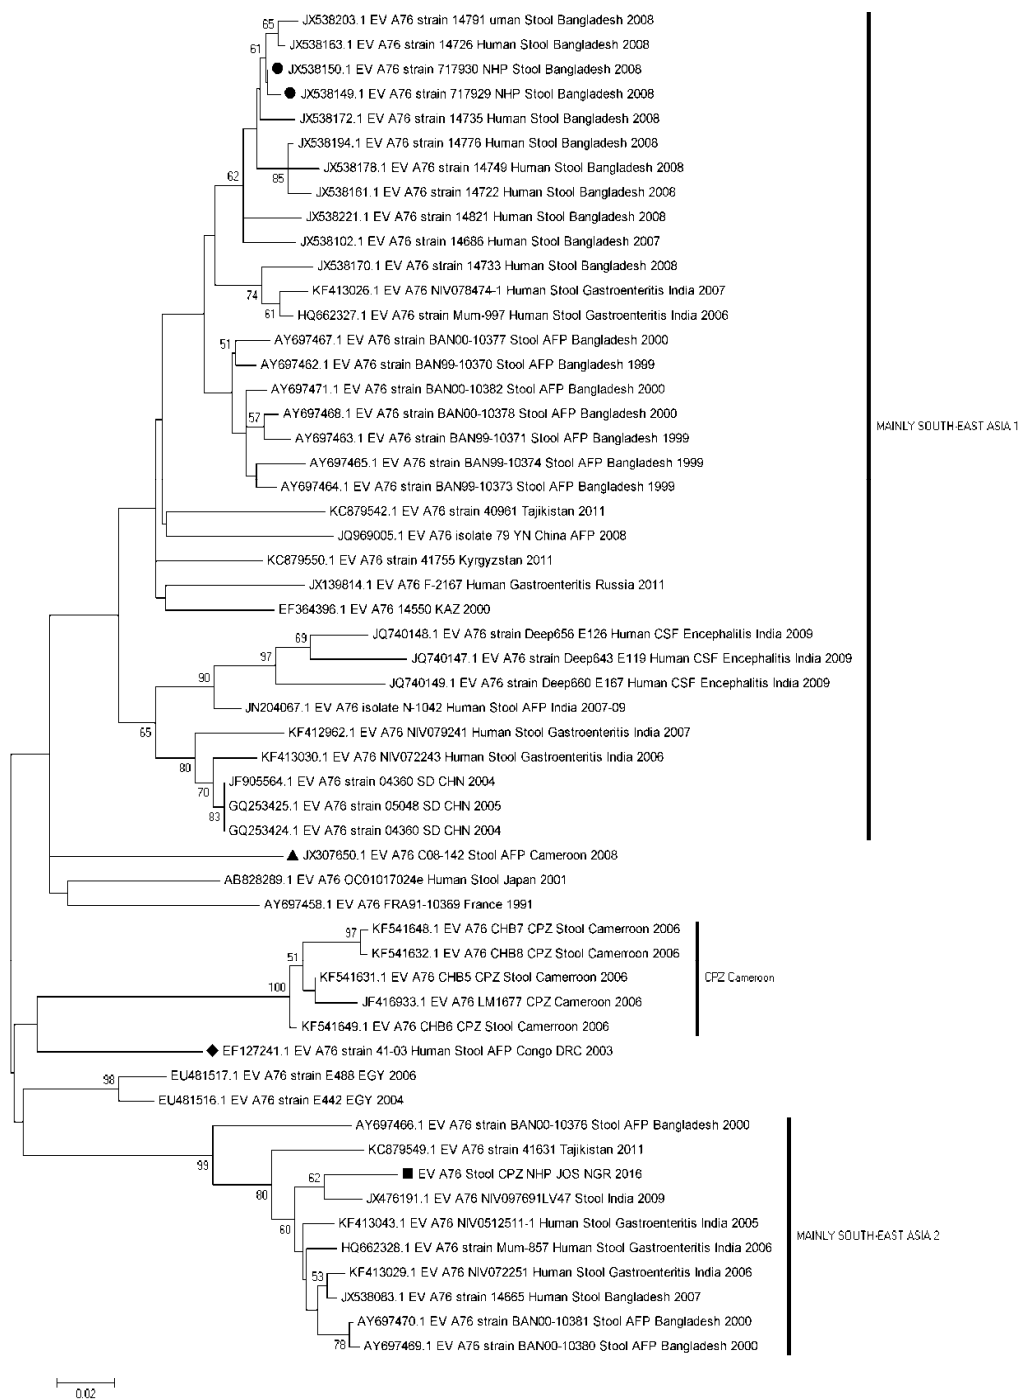 JX538203.1 EV A76 strain 14791 uman Stool Bangladesh 2008
65
JX538163.1 EV A76 strain 14726 Human Stool Bangladesh 2008
61
JX538150.1 EV A76 strain 717930 NHP Stool Bangladesh 2008
JX538149.1 EV A76 strain 717929 NHP Stool Bangladesh 2008
JX538172.1 EV A76 strain 14735 Human Stool Bangladesh 2008
JX538194.1 EV A76 strain 14776 Human Stool Bangladesh 2008
JX538178.1 EV A76 strain 14749 Human Stool Bangladesh 2008
62
85
JX538161.1 EV A76 strain 14722 Human Stool Bangladesh 2008
JX538221.1 EV A76 strain 14821 Human Stool Bangladesh 2008
JX538102.1 EV A76 strain 14686 Human Stool Bangladesh 2007
JX538170.1 EV A76 strain 14733 Human Stool Bangladesh 2008
74
KF413026.1 EV A76 NIV078474-1 Human Stool Gastroenteritis India 2007
61
HQ662327.1 EV A76 strain Mum-997 Human Stool Gastroenteritis India 2006
51
AY697467.1 EV A76 strain BAN00-10377 Stool AFP Bangladesh 2000
AY697462.1 EV A76 strain BAN99-10370 Stool AFP Bangladesh 1999
AY697471.1 EV A76 strain BAN00-10382 Stool AFP Bangladesh 2000
57
AY697468.1 EV A76 strain BAN00-10378 Stool AFP Bangladesh 2000
MAINLY SOUTH-EAST ASIA 1
AY697463.1 EV A76 strain BAN99-10371 Stool AFP Bangladesh 1999
AY697465.1 EV A76 strain BAN99-10374 Stool AFP Bangladesh 1999
AY697464.1 EV A76 strain BAN99-10373 Stool AFP Bangladesh 1999
KC879542.1 EV A76 strain 40961 Tajikistan 2011
JQ969005.1 EV A76 isolate 79 YN China AFP 2008
KC879550.1 EV A76 strain 41755 Kyrgyzstan 2011
JX139814.1 EV A76 F-2167 Human Gastroenteritis Russia 2011
EF364396.1 EV A76 14550 KAZ 2000
69
JQ740148.1 EV A76 strain Deep656 E126 Human CSF Encephalitis India 2009
97
JQ740147.1 EV A76 strain Deep643 E119 Human CSF Encephalitis India 2009
90
JQ740149.1 EV A76 strain Deep660 E167 Human CSF Encephalitis India 2009
JN204067.1 EV A76 isolate N-1042 Human Stool AFP India 2007-09
65
KF412962.1 EV A76 NIV079241 Human Stool Gastroenteritis India 2007
80
KF413030.1 EV A76 NIV072243 Human Stool Gastroenteritis India 2006
70
JF905564.1 EV A76 strain 04360 SD CHN 2004
GQ253425.1 EV A76 strain 05048 SD CHN 2005
83
GQ253424.1 EV A76 strain 04360 SD CHN 2004
JX307650.1 EV A76 C08-142 Stool AFP Cameroon 2008
AB828289.1 EV A76 OC01017024e Human Stool Japan 2001
AY697458.1 EV A76 FRA91-10369 France 1991
97
KF541648.1 EV A76 CHB7 CPZ Stool Camerroon 2006
KF541632.1 EV A76 CHB8 CPZ Stool Camerroon 2006
51
KF541631.1 EV A76 CHB5 CPZ Stool Camerroon 2006
CPZ Cameroon
100
JF416933.1 EV A76 LM1677 CPZ Cameroon 2006
KF541649.1 EV A76 CHB6 CPZ Stool Camerroon 2006
EF127241.1 EV A76 strain 41-03 Human Stool AFP Congo DRC 2003
98
EU481517.1 EV A76 strain E488 EGY 2006
EU481516.1 EV A76 strain E442 EGY 2004
AY697466.1 EV A76 strain BAN00-10376 Stool AFP Bangladesh 2000
99
KC879549.1 EV A76 strain 41631 Tajikistan 2011
62
EV A76 Stool CPZ NHP JOS NGR 2016
80
JX476191.1 EV A76 NIV097691LV47 Stool India 2009
60
KF413043.1 EV A76 NIV0512511-1 Human Stool Gastroenteritis India 2005
MAINLY SOUTH-EAST ASIA 2
HQ662328.1 EV A76 strain Mum-857 Human Stool Gastroenteritis India 2006
53
KF413029.1 EV A76 NIV072251 Human Stool Gastroenteritis India 2006
JX538083.1 EV A76 strain 14665 Human Stool Bangladesh 2007
AY697470.1 EV A76 strain BAN00-10381 Stool AFP Bangladesh 2000
78
AY697469.1 EV A76 strain BAN00-10380 Stool AFP Bangladesh 2000
0.02